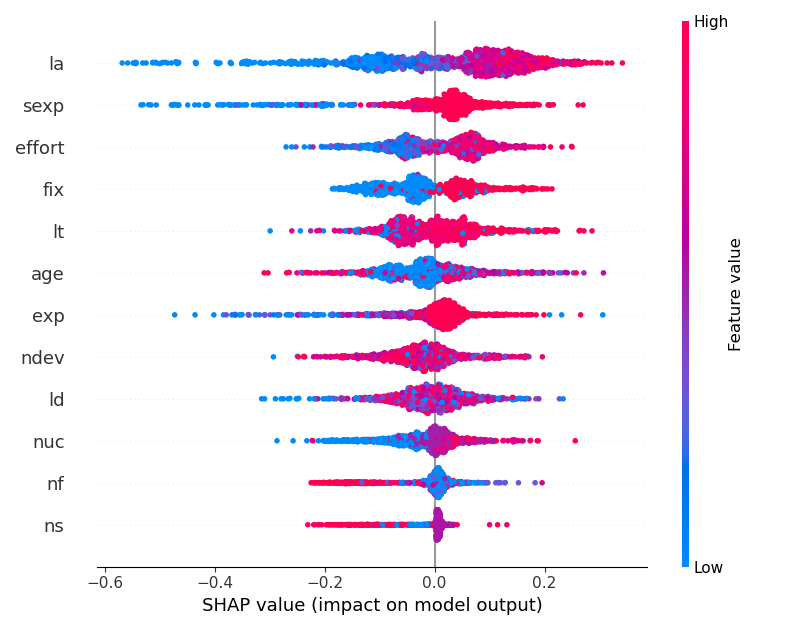 High
la
sexp
effort
fix
lt
age
exp
ndev
ld
nuc
nf
ns
Feature value
Low
−0.6 −0.4 −0.2 0.0 0.2
SHAP value (impact on model output)